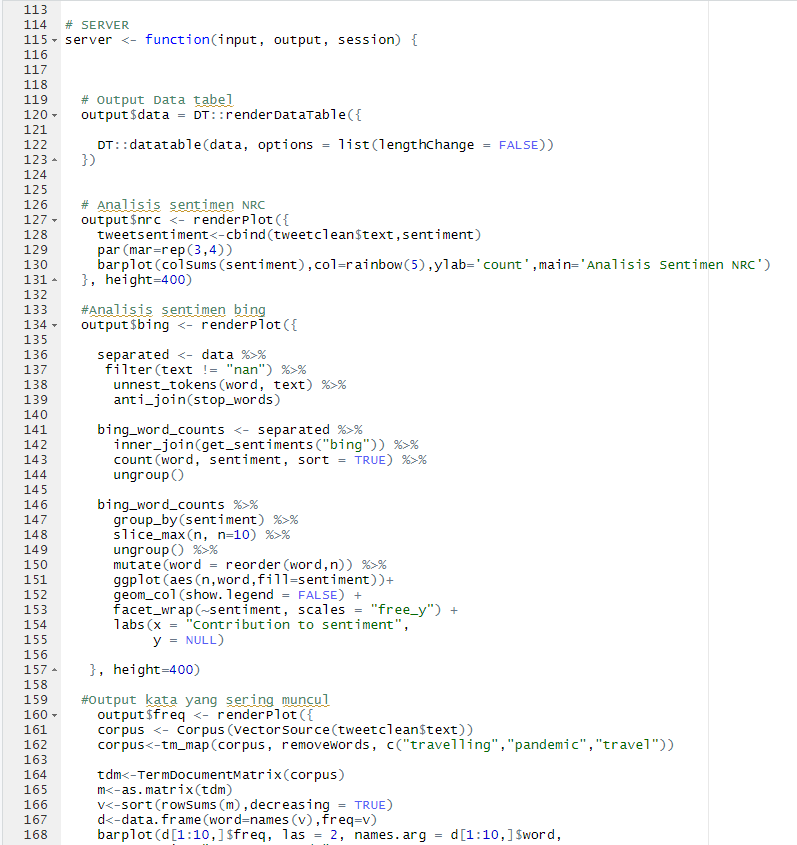 113
114 # SERVER
115 server <- function(input, output, session) {
116
117
118
119 # Output Data tabel
120 output$data = DT::renderDataTable({
121
122 DT::datatable(data, options = list(lengthChange = FALSE))
123 })
124
125
126 # Analisis sentimen NRC
127 output$nrc <- renderPlot({
128 tweetsentiment<-cbind(tweetclean$text,sentiment)
129 par(mar=rep(3,4))
130 barplot(colSums(sentiment),col=rainbow(5),ylab='count',main='Analisis Sentimen NRC')
131 }, height=400)
132
133 #Analisis sentimen bing
134 output$bing <- renderPlot({
135
136 separated <- data %>%
137 filter(text != "nan") %>%
138 unnest_tokens(word, text) %>%
139 anti_join(stop_words)
140
141 bing_word_counts <- separated %>%
142 inner_join(get_sentiments("bing")) %>%
143 count(word, sentiment, sort = TRUE) %>%
144 ungroup()
145
146 bing_word_counts %>%
147 group_by(sentiment) %>%
148 slice_max(n, n=10) %>%
149 ungroup() %>%
150 mutate(word = reorder(word,n)) %>%
151 ggplot(aes(n,word,fill=sentiment))+
152 geom_col(show.legend = FALSE) +
153 facet_wrap(~sentiment, scales = "free_y") +
154 labs(x = "Contribution to sentiment",
155 y = NULL)
156
157 }, height=400)
158
159 #Output kata yang sering muncul
160 output$freq <- renderPlot({
161 corpus <- Corpus(VectorSource(tweetclean$text))
162 corpus<-tm_map(corpus, removeWords, c("travelling","pandemic","travel"))
163
164 tdm<-TermDocumentMatrix(corpus)
165 m<-as.matrix(tdm)
166 v<-sort(rowSums(m),decreasing = TRUE)
167 d<-data.frame(word=names(v),freq=v)
168 barplot(d[1:10,]$freq, las = 2, names.arg = d[1:10,]$word,